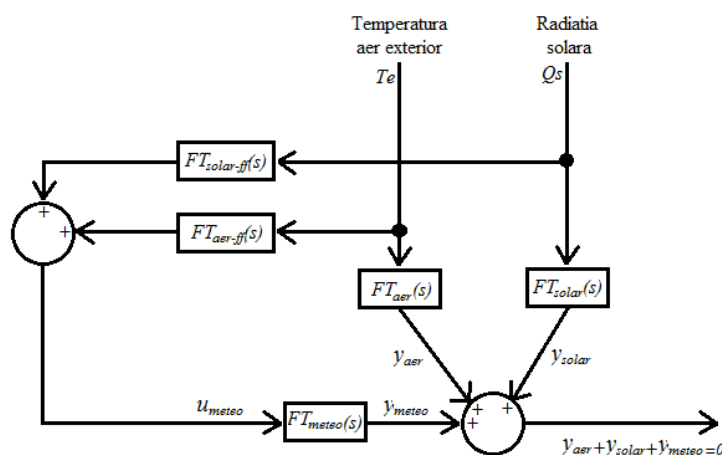 Temperatura
aer exterior
Te
Radiatia
solara
Qs
FTsolar-ff(s)
+
+
FTaer-ff(s)
FTaer(s)
FTsolar(s)
yaer
ysolar
umeteo
FTmeteo(s)
ymeteo
+
+
+
yaer+ysolar+ymeteo=0